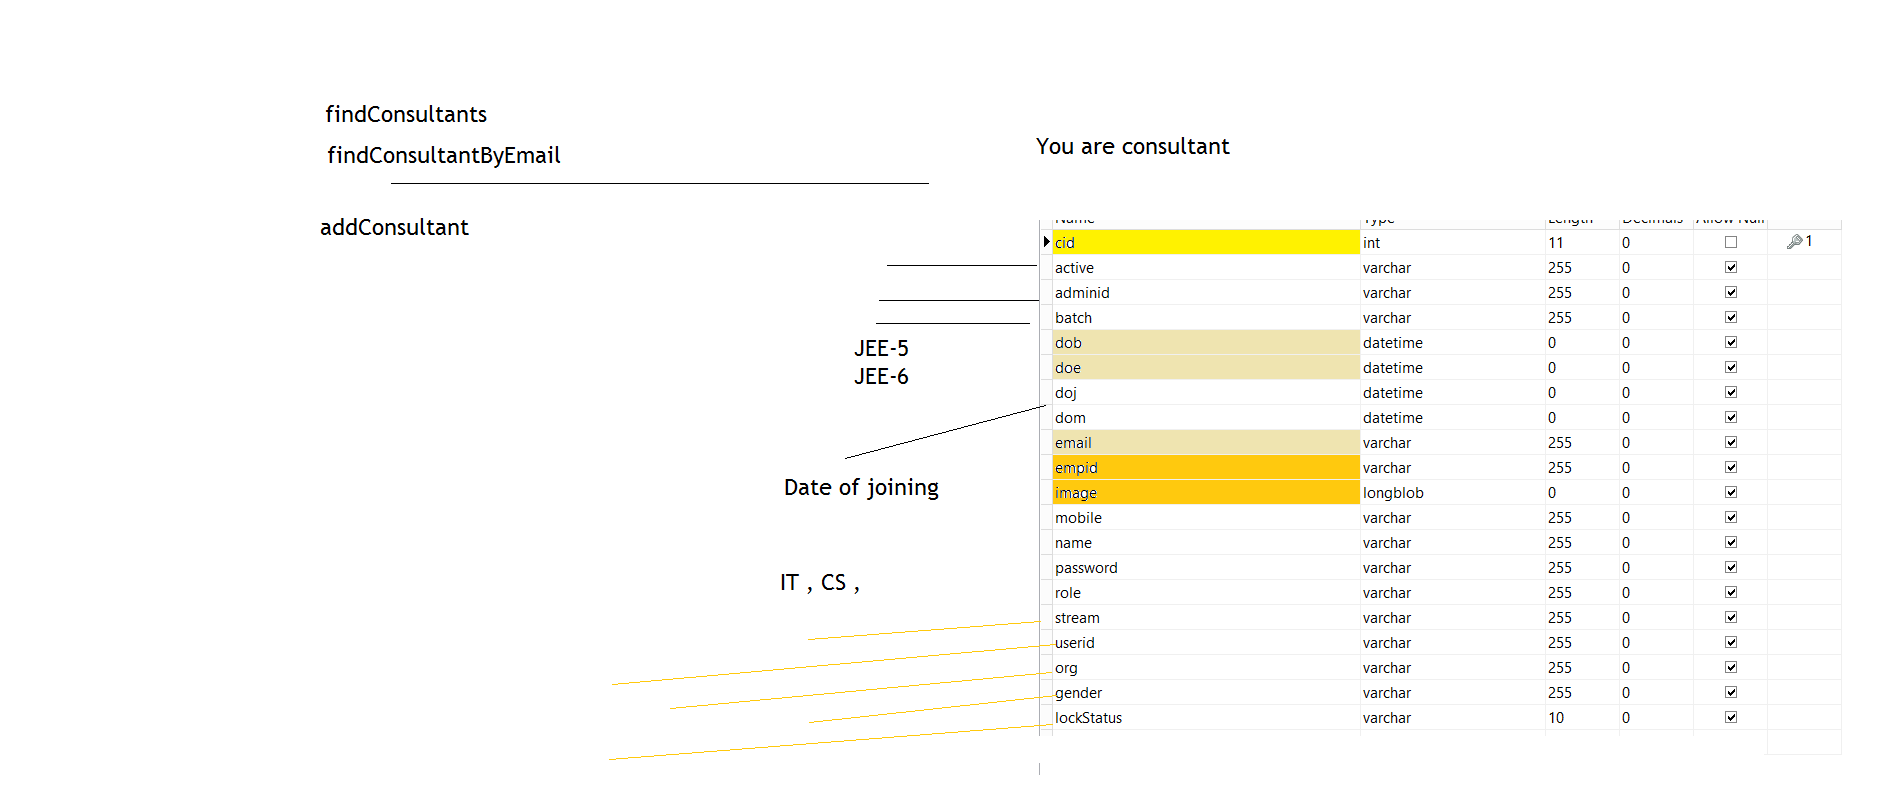 findConsultants
findConsultantByEmail
You are consultant
addConsultant
Name Type Length Decimals Allow Null
cid int 11 0 1
active varchar 255 0
adminid varchar 255 0
batch varchar 255 0
JEE-5
dob datetime 0 0
JEE-6
doe datetime 0 0
doj datetime 0 0
dom datetime 0 0
email varchar 255 0
empid varchar 255 0
Date of joining
image longblob 0 0
mobile varchar 255 0
name varchar 255 0
password varchar 255 0
IT , CS ,
role varchar 255 0
stream varchar 255 0
userid varchar 255 0
org varchar 255 0
gender varchar 255 0
lockStatus varchar 10 0